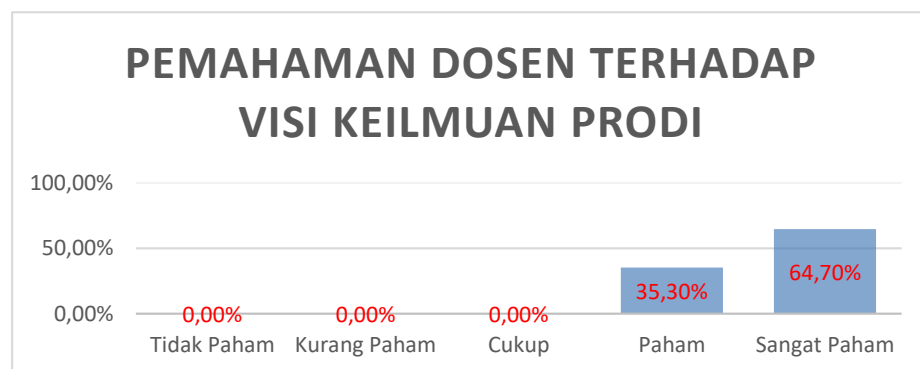 PEMAHAMAN DOSEN TERHADAP
VISI KEILMUAN PRODI
100,00%
50,00%
0,00%
0,00%
0,00%
0,00%
35,30%
64,70%
Tidak Paham
Kurang Paham
Cukup
Paham
Sangat Paham